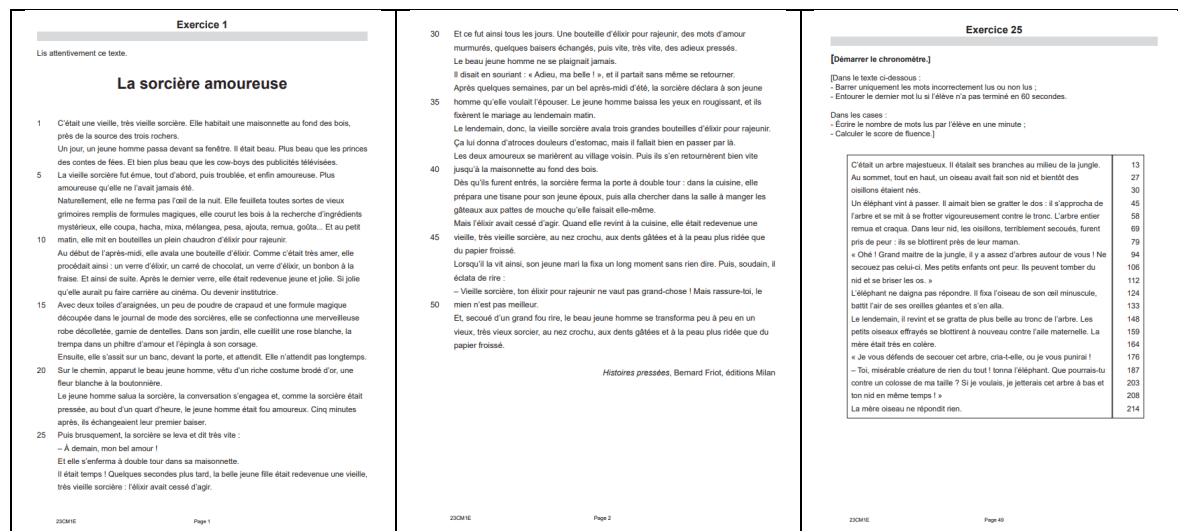 Exercice 1
Lis attentivement ce texte.
La sorcière amoureuse
1 C'était une vieille, très vieille sorcière. Elle habitait une maisonnette au fond des bois,
près de la source des trois rochers.
Un jour, un jeune homme passa devant sa fenêtre. Il était beau. Plus beau que les princes
des contes de fées. Et bien plus beau que les cow-boys des publicités télévisées.
5 La vieille sorcière fut émue, tout d'abord, puis troublée, et enfin amoureuse. Plus
amoureuse qu'elle ne l'avait jamais été.
Naturellement, elle ne ferma pas l'œil de la nuit. Elle feuilleta toutes sortes de vieux
grimoires remplis de formules magiques, elle courut les bois à la recherche d'ingrédients
mystérieux, elle coupa, hacha, mixa, mélangea, pesa, ajouta, remua, goûta... Et au petit
10 matin, elle mit en bouteilles un plein chaudron d'élixir pour rajeunir.
Au début de l'après-midi, elle avala une bouteille d'élixir. Comme c'était très amer, elle
procédait ainsi : un verre d'élixir, un carré de chocolat, un verre d'élixir, un bonbon à la
fraise. Et ainsi de suite. Après le dernier verre, elle était redevenue jeune et jolie. Si jolie
qu'elle aurait pu faire carrière au cinéma. Ou devenir institutrice.
15 Avec deux toiles d'araignées, un peu de poudre de crapaud et une formule magique
découpée dans le journal de mode des sorcières, elle se confectionna une merveilleuse
robe décolletée, garnie de dentelles. Dans son jardin, elle cueillit une rose blanche, la
trempa dans un philtre d'amour et l'épingla à son corsage.
Ensuite, elle s'assit sur un banc, devant la porte, et attendit. Elle n'attendit pas longtemps.
20 Sur le chemin, apparut le beau jeune homme, vêtu d'un riche costume brodé d'or, une
fleur blanche à la boutonnière.
Le jeune homme salua la sorcière, la conversation s'engagea et, comme la sorcière était
pressée, au bout d'un quart d'heure, le jeune homme était fou amoureux. Cinq minutes
après, ils échangeaient leur premier baiser.
25 Puis brusquement, la sorcière se leva et dit très vite :
– À demain, mon bel amour !
Et elle s'enferma à double tour dans sa maisonnette.
Il était temps ! Quelques secondes plus tard, la belle jeune fille était redevenue une vieille,
très vieille sorcière : l'élixir avait cessé d'agir.
23CM1E Page 1
30 Et ce fut ainsi tous les jours. Une bouteille d'élixir pour rajeunir, des mots d'amour
murmurés, quelques baisers échangés, puis vite, très vite, des adieux pressés.
Le beau jeune homme ne se plaignait jamais.
Il disait en souriant : « Adieu, ma belle ! », et il partait sans même se retourner.
Après quelques semaines, par un bel après-midi d'été, la sorcière déclara à son jeune
35 homme qu'elle voulait l'épouser. Le jeune homme baissa les yeux en rougissant, et ils
fixèrent le mariage au lendemain matin.
Le lendemain, donc, la vieille sorcière avala trois grandes bouteilles d'élixir pour rajeunir.
Ça lui donna d'atroces douleurs d'estomac, mais il fallait bien en passer par là.
Les deux amoureux se marièrent au village voisin. Puis ils s'en retournèrent bien vite
40 jusqu'à la maisonnette au fond des bois.
Dès qu'ils furent entrés, la sorcière ferma la porte à double tour : dans la cuisine, elle
prépara une tisane pour son jeune époux, puis alla chercher dans la salle à manger les
gâteaux aux pattes de mouche qu'elle faisait elle-même.
Mais l'élixir avait cessé d'agir. Quand elle revint à la cuisine, elle était redevenue une
45 vieille, très vieille sorcière, au nez crochu, aux dents gâtées et à la peau plus ridée que
du papier froissé.
Lorsqu'il la vit ainsi, son jeune mari la fixa un long moment sans rien dire. Puis, soudain, il
éclata de rire :
– Vieille sorcière, ton élixir pour rajeunir ne vaut pas grand-chose ! Mais rassure-toi, le
50 mien n'est pas meilleur.
Et, secoué d'un grand fou rire, le beau jeune homme se transforma peu à peu en un
vieux, très vieux sorcier, au nez crochu, aux dents gâtées et à la peau plus ridée que du
papier froissé.
Histoires pressées, Bernard Friot, éditions Milan
23CM1E Page 2
Exercice 25
[Démarrer le chronomètre.]
[Dans le texte ci-dessous :
- Barrer uniquement les mots incorrectement lus ou non lus ;
- Entourer le dernier mot lu si l'élève n'a pas terminé en 60 secondes.
Dans les cases :
- Écrire le nombre de mots lus par l'élève en une minute ;
- Calculer le score de fluence.]
C'était un arbre majestueux. Il étalait ses branches au milieu de la jungle. 13
Au sommet, tout en haut, un oiseau avait fait son nid et bientôt des 27
oisillons étaient nés. 30
Un éléphant vint à passer. Il aimait bien se gratter le dos : il s'approcha de 46
l'arbre et se mit à se frotter vigoureusement contre le tronc. L'arbre entier 58
remua et craqua. Dans leur nid, les oisillons, terriblement secoués, furent 69
pris de peur : ils se blottirent près de leur maman. 79
« Ohé ! Grand maitre de la jungle, il y a assez d'arbres autour de vous ! Ne 94
secouez pas celui-ci. Mes petits enfants ont peur. Ils peuvent tomber du 106
nid et se briser les os. » 112
L'éléphant ne daigna pas répondre. Il fixa l'oiseau de son œil minuscule, 124
battit l'air de ses oreilles géantes et s'en alla. 133
Le lendemain, il revint et se gratta de plus belle au tronc de l'arbre. Les 148
petits oiseaux effrayés se blottirent à nouveau contre l'aile maternelle. La 159
mère était très en colère. 164
« Je vous défends de secouer cet arbre, cria-t-elle, ou je vous punirai ! 176
– Toi, misérable créature de rien du tout ! tonna l'éléphant. Que pourrais-tu 187
contre un colosse de ma taille ? Si je voulais, je jetterais cet arbre à bas et 203
ton nid en même temps ! » 208
La mère oiseau ne répondit rien. 214
23CM1E Page 49